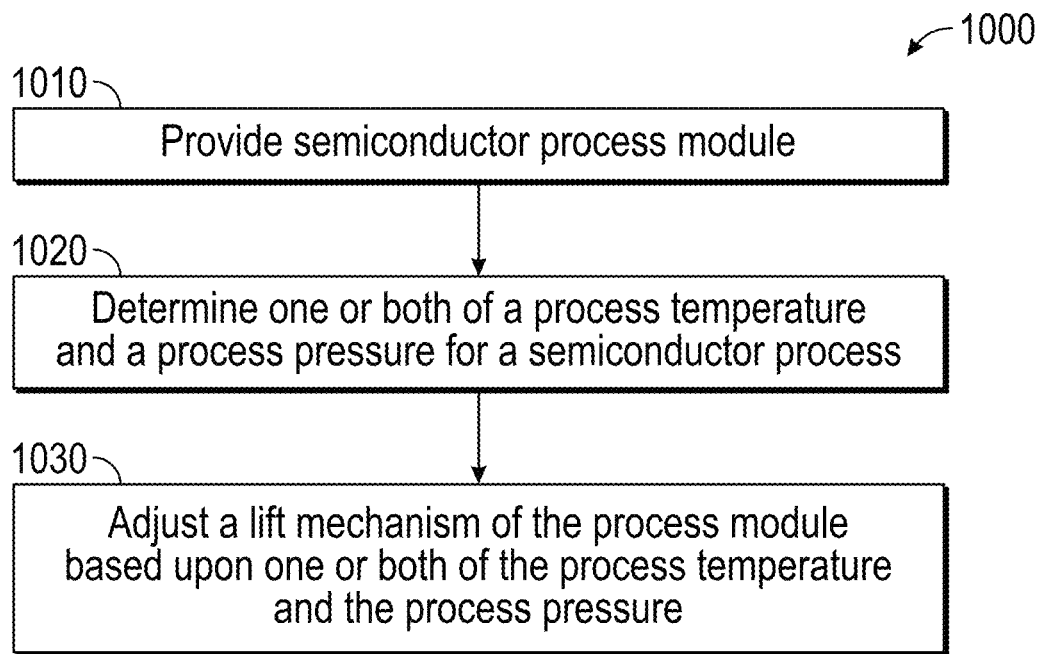 1000
1010
Provide semiconductor process module
1020
Determine one or both of a process temperature
and a process pressure for a semiconductor process
1030
Adjust a lift mechanism of the process module
based upon one or both of the process temperature
and the process pressure